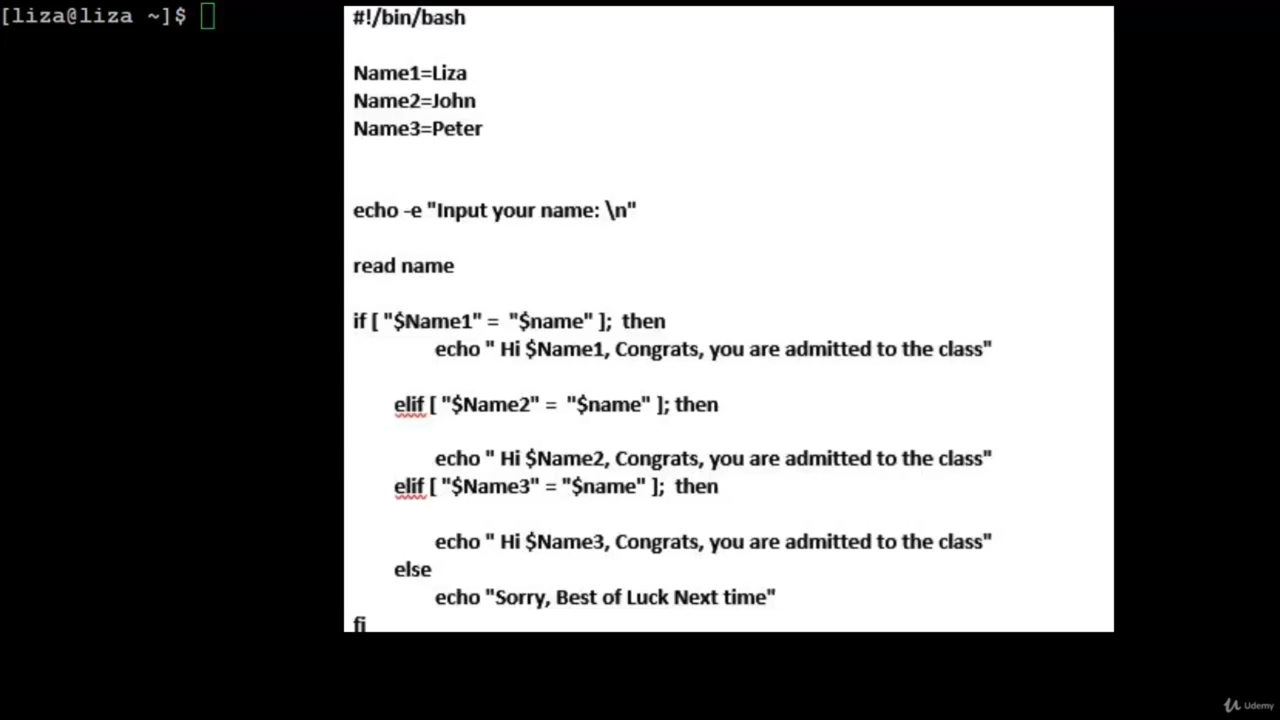 [liza@liza ~]$
#!/bin/bash
Name1=Liza
Name2=John
Name3=Peter
echo -e "Input your name: \n"
read name
if [ "$Name1" =  "$name" ];  then
echo " Hi $Name1, Congrats, you are admitted to the class"
elif [ "$Name2" =  "$name" ]; then
echo " Hi $Name2, Congrats, you are admitted to the class"
elif [ "$Name3" = "$name" ];  then
echo " Hi $Name3, Congrats, you are admitted to the class"
else
echo "Sorry, Best of Luck Next time"
fi
Udemy